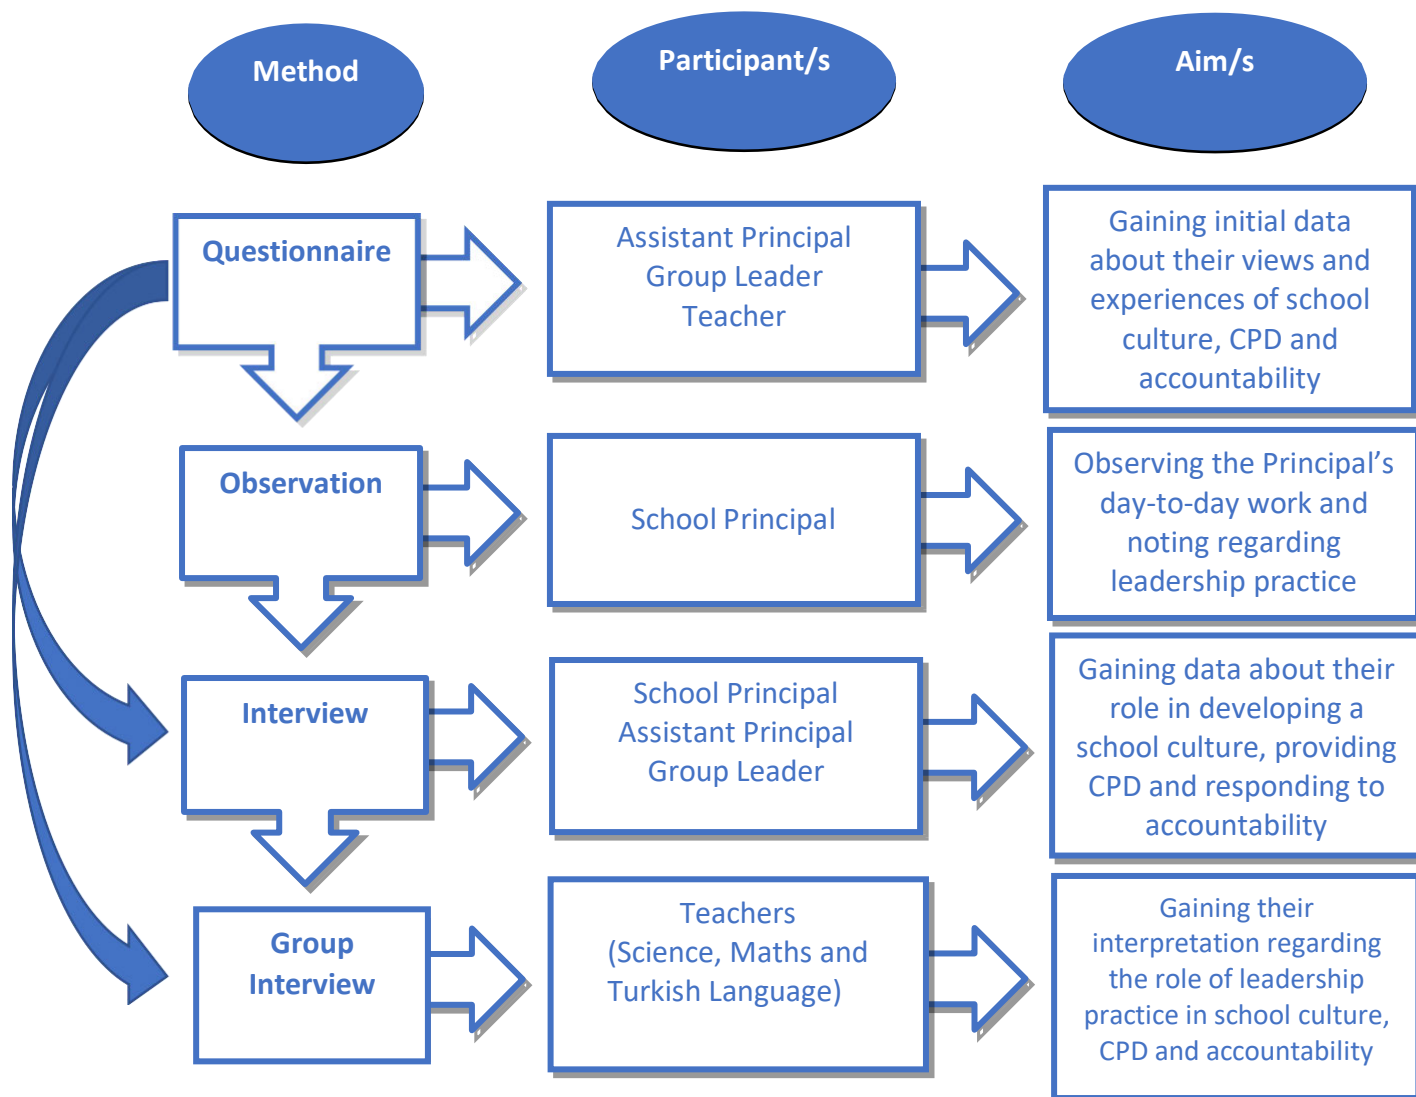 Method
Participant/s
Aim/s
Questionnaire
Assistant Principal
Group Leader
Teacher
Gaining initial data
about their views and
experiences of school
culture, CPD and
accountability
Observation
School Principal
Observing the Principal’s
day-to-day work and
noting regarding
leadership practice
Interview
School Principal
Assistant Principal
Group Leader
Gaining data about their
role in developing a
school culture, providing
CPD and responding to
accountability
Group
Interview
Teachers
(Science, Maths and
Turkish Language)
Gaining their
interpretation regarding
the role of leadership
practice in school culture,
CPD and accountability